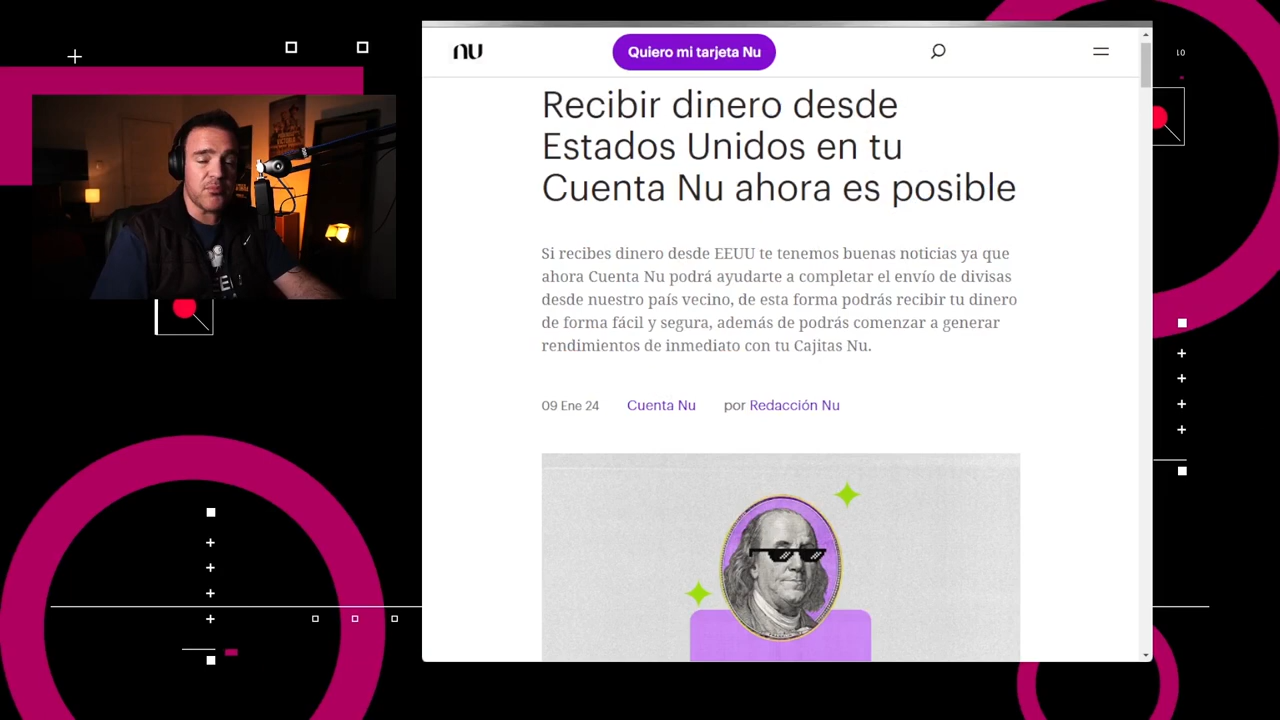 nu
Quiero mi tarjeta Nu
Recibir dinero desde
Estados Unidos en tu
Cuenta Nu ahora es posible
Si recibes dinero desde EEUU te tenemos buenas noticias ya que
ahora Cuenta Nu podrá ayudarte a completar el envío de divisas
desde nuestro país vecino, de esta forma podrás recibir tu dinero
de forma fácil y segura, además de podrás comenzar a generar
rendimientos de inmediato con tu Cajitas Nu.
09 Ene 24 Cuenta Nu por Redacción Nu